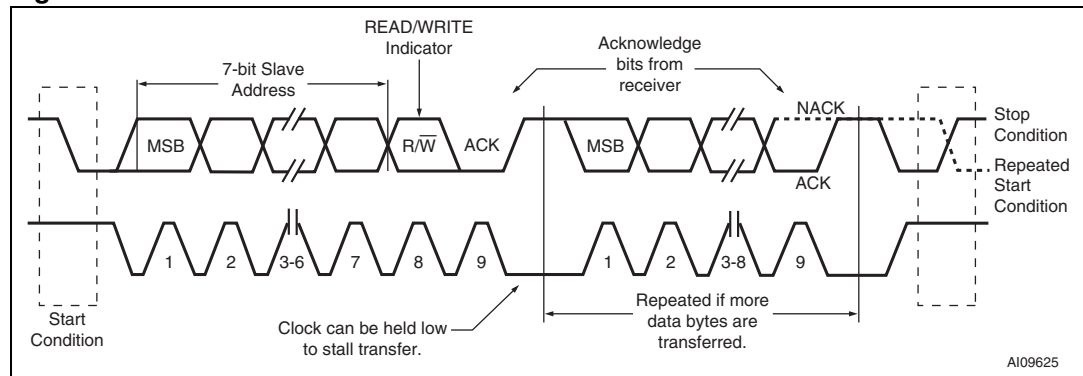 READ/WRITE
Indicator
Acknowledge
bits from
receiver
7-bit Slave
Address
NACK
Stop
Condition
MSB
R/W̅
ACK
MSB
ACK
Repeated
Start
Condition
1
2
3-6
7
8
9
1
2
3-8
9
Start
Condition
Clock can be held low
to stall transfer.
Repeated if more
data bytes are
transferred.
AI09625